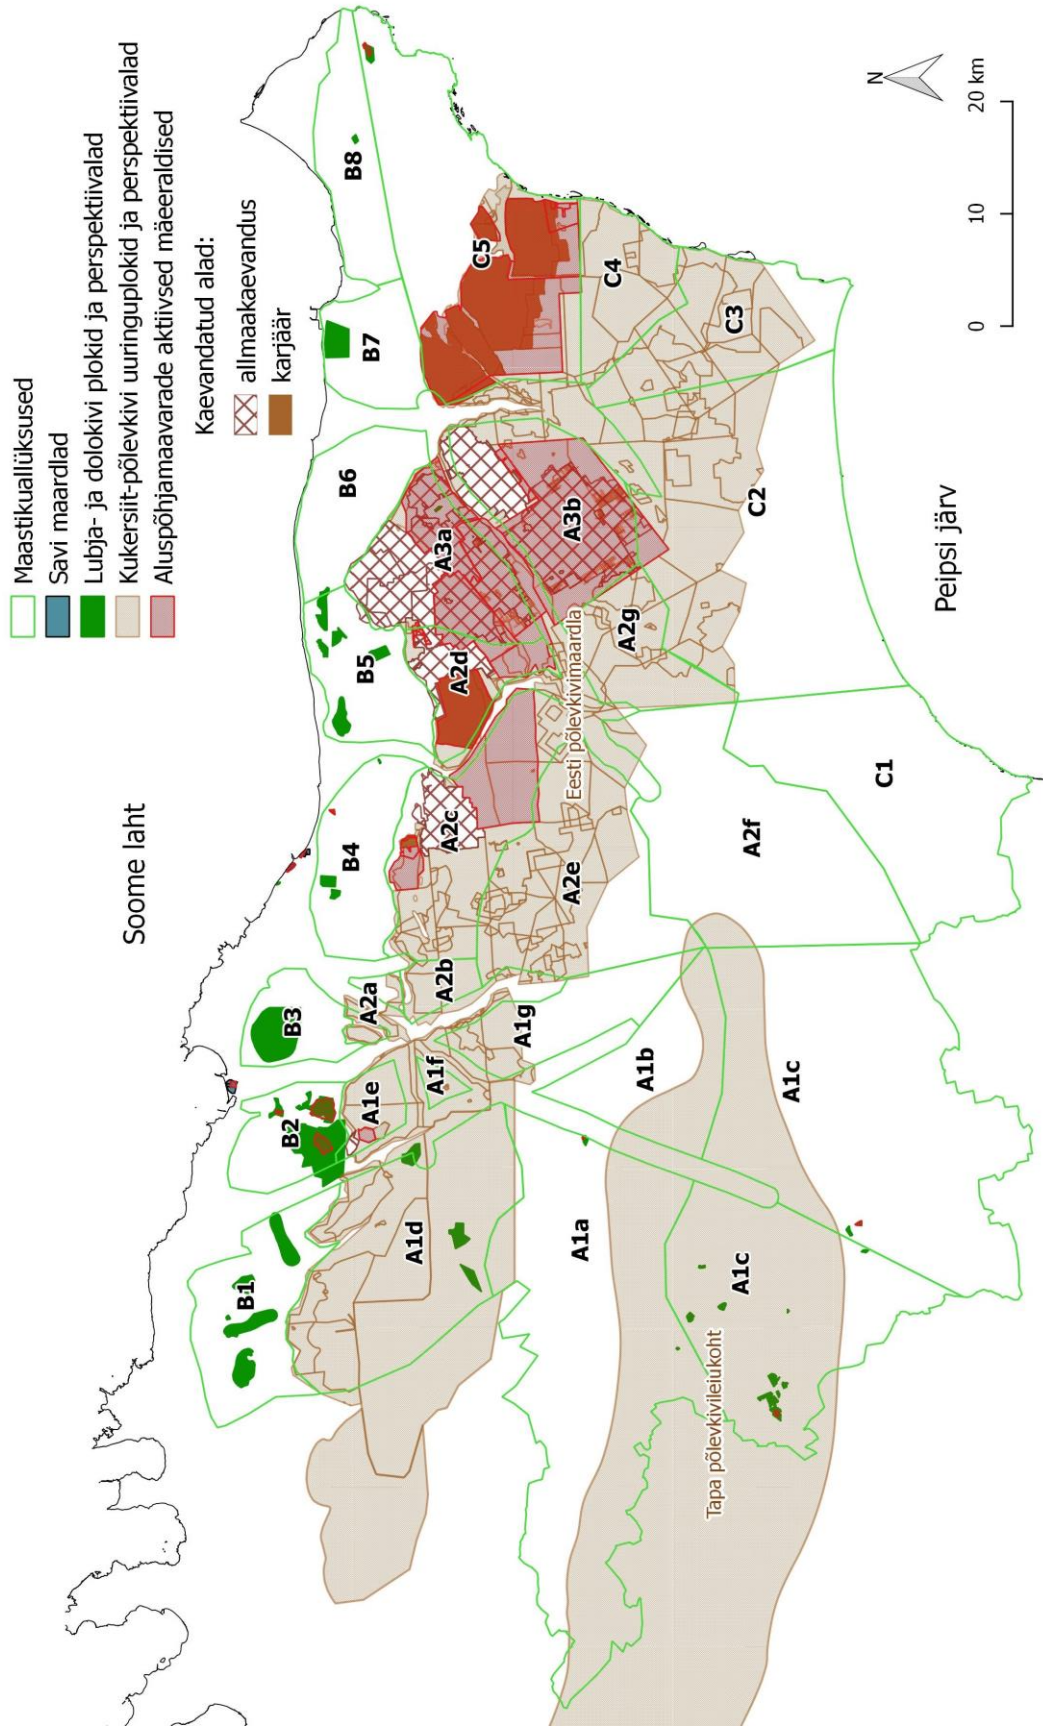 Maastikuallüksused
Savi maardlad
Lubja- ja dolokivi plokid ja perspektiivalad
Kukersiit-põlevkivi uuringuplokid ja perspektiivalad
Aluspõhjamaavarade aktiivsed mäeeraldised
Kaevandatud alad:
allmaakaevandus
karjäär
Soome laht
B1
B2
B3
B4
B5
B6
B7
B8
A1d
A1e
A1f
A1g
A2a
A2b
A2c
A2d
A3a
A3b
C5
A1a
A1b
A2e
Eesti põlevkivimaardla
A2g
C4
C3
Tapa põlevkivileiukoht
A1c
A1c
A2f
C2
C1
Peipsi järv
N
0
10
20 km